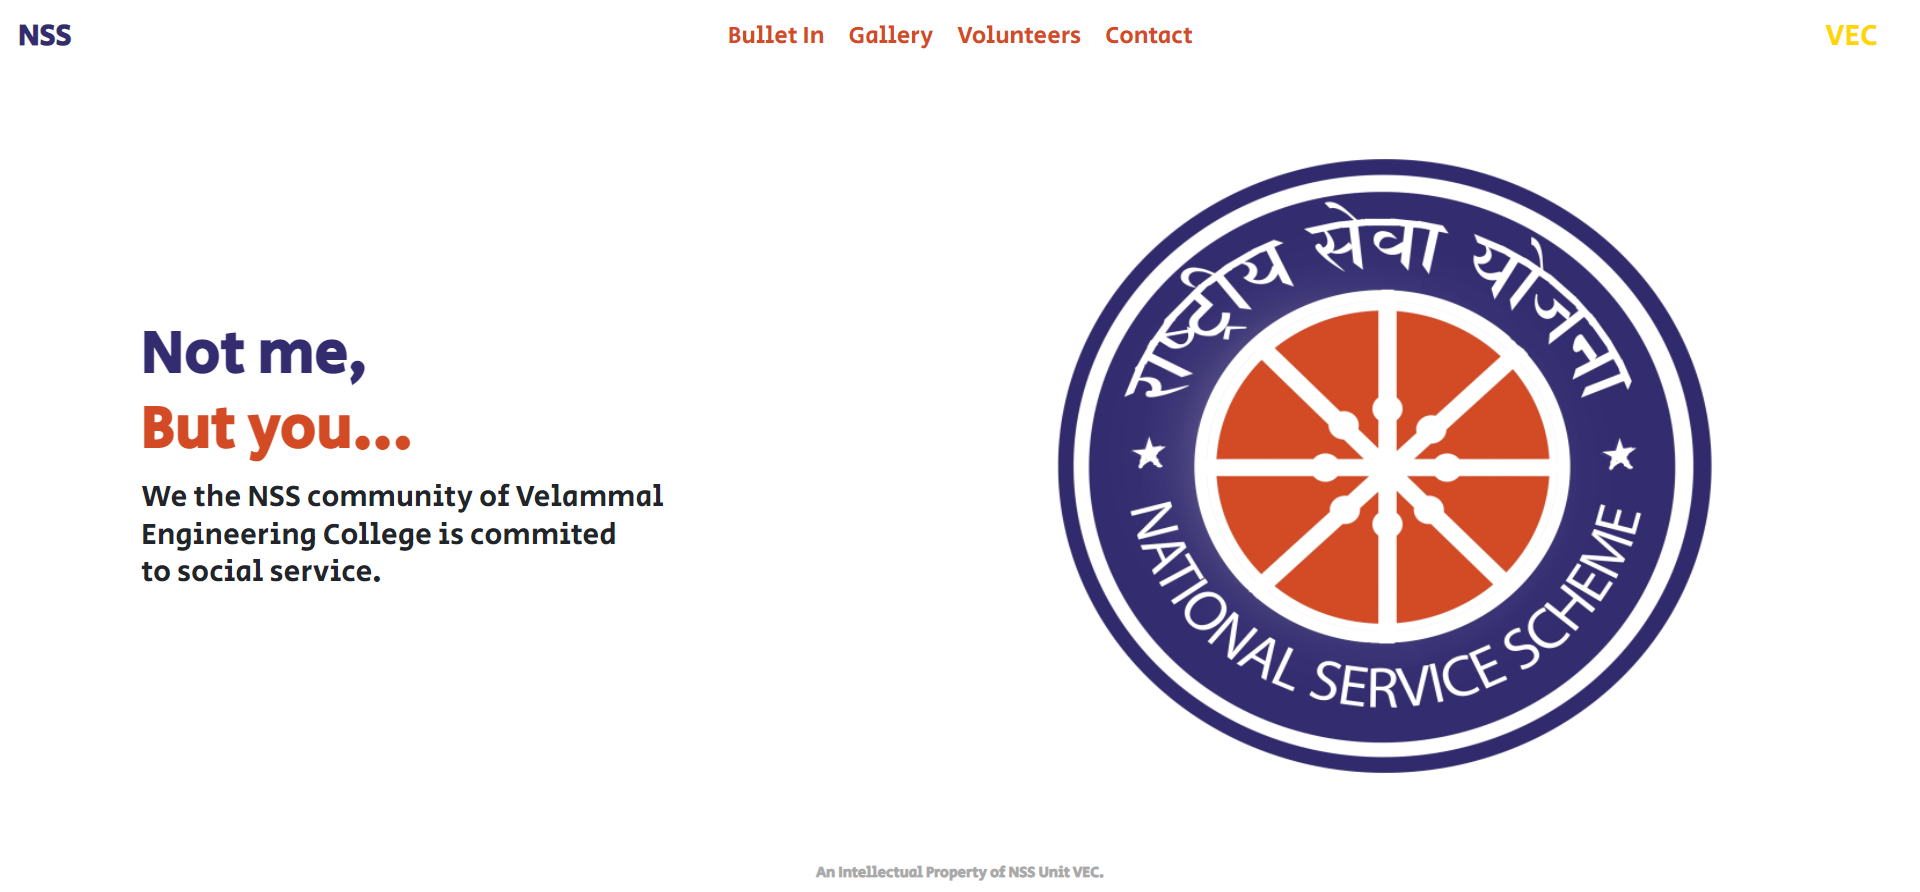 NSS
Bullet In Gallery Volunteers Contact
VEC
Not me,
But you...
We the NSS community of Velammal
Engineering College is commited
to social service.
राष्ट्रीय सेवा योजना
NATIONAL SERVICE SCHEME
An Intellectual Property of NSS Unit VEC.